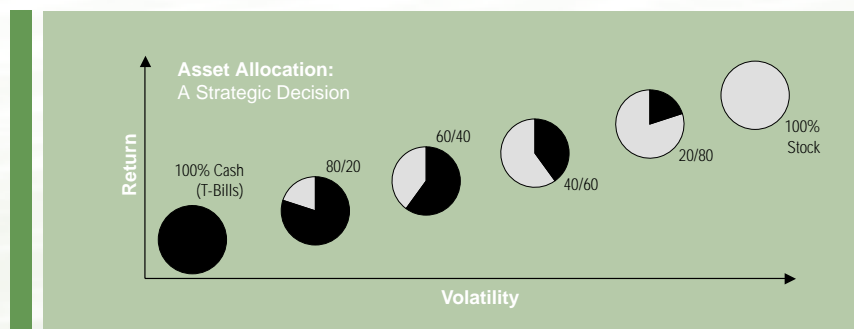 Asset Allocation:
A Strategic Decision
Return
100% Cash
(T-Bills)
80/20
60/40
40/60
20/80
100%
Stock
Volatility